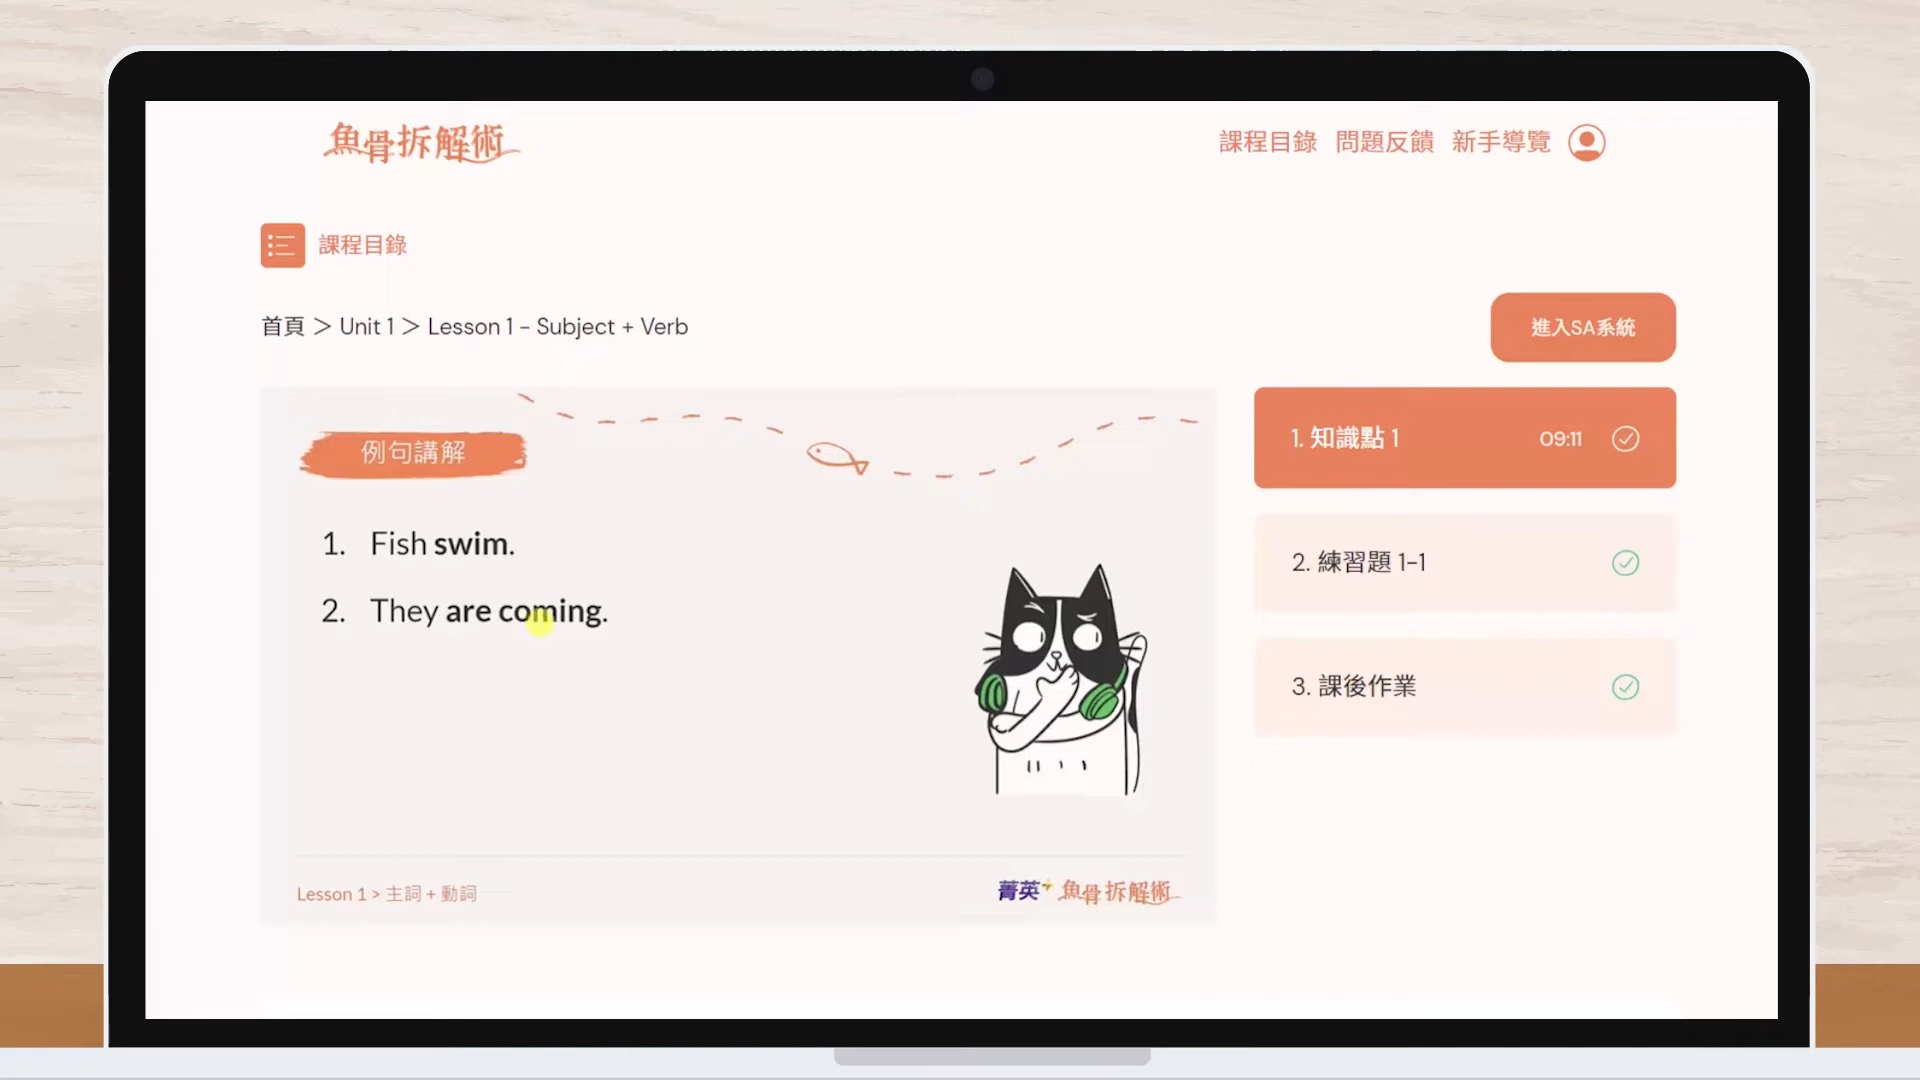 魚骨拆解術
課程目錄 問題反饋 新手導覽
課程目錄
首頁 > Unit 1 > Lesson 1 - Subject + Verb
進入SA系統
例句講解
1. Fish swim.
2. They are coming.
Lesson 1 > 主詞 + 動詞
菁英 魚骨拆解術
1. 知識點 1 09:11
2. 練習題 1-1
3. 課後作業